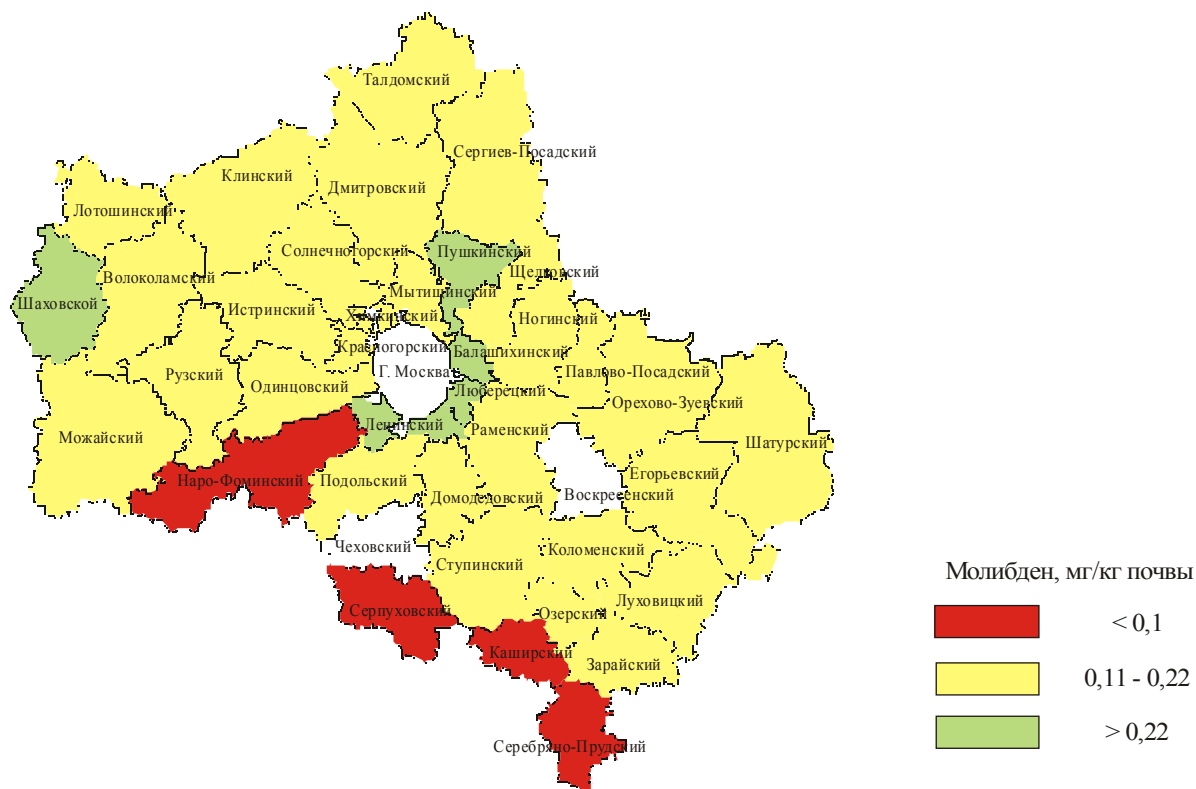 Талдомский
Сергиев-Посадский
Клинский
Дмитровский
Лотошинский
Солнечногорский
Пушкинский
Щелковский
Волоколамский
Мытищинский
Шаховской
Истринский
Химкинский
Ногинский
Красногорский
Балашихинский
Г. Москва
Павлово-Посадский
Рузский
Одинцовский
Люберецкий
Орехово-Зуевский
Ленинский
Раменский
Можайский
Шатурский
Егорьевский
Наро-Фоминский
Подольский
Домодедовский
Воскресенский
Чеховский
Коломенский
Ступинский
Молибден, мг/кг почвы
Серпуховский
Озерский
Луховицкий
< 0,1
Каширский
Зарайский
0,11 - 0,22
> 0,22
Серебряно-Прудский